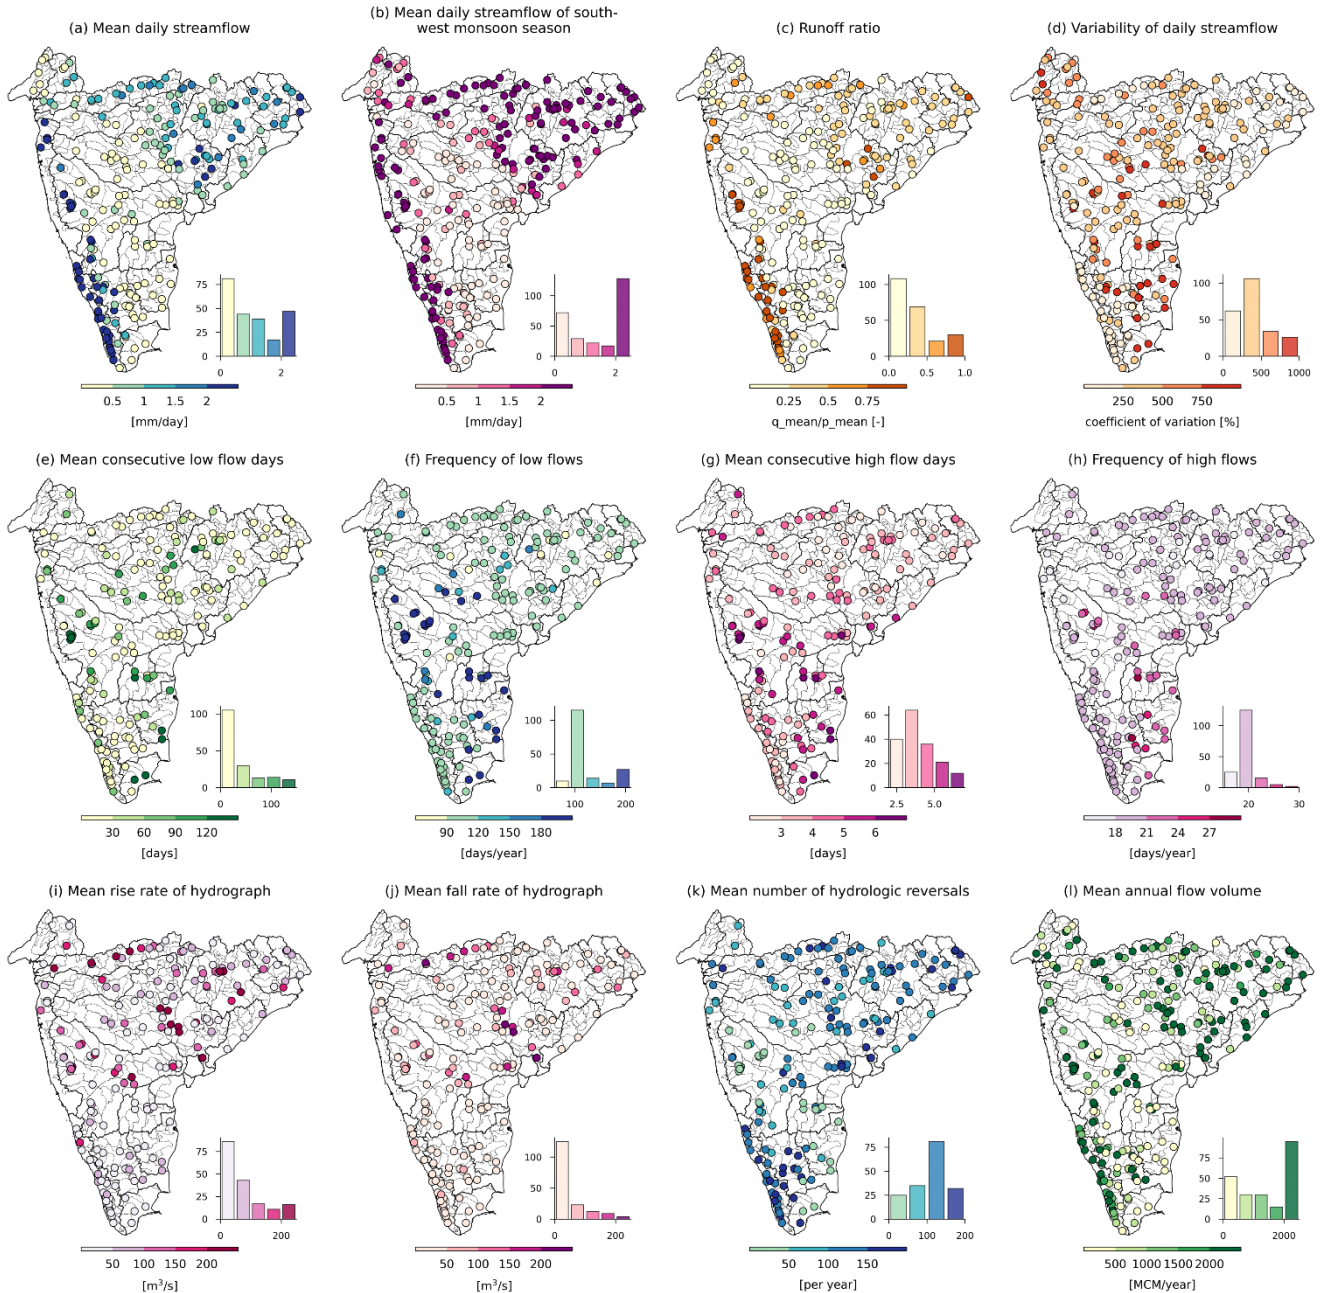 (a) Mean daily streamflow
(b) Mean daily streamflow of south-
west monsoon season
(c) Runoff ratio
(d) Variability of daily streamflow
75
50
25
0
0 2
0.5 1 1.5 2
[mm/day]
100
50
0
0 2
0.5 1 1.5 2
[mm/day]
100
50
0
0.0 0.5 1.0
0.25 0.5 0.75
q_mean/p_mean [-]
100
50
0
0 500 1000
250 500 750
coefficient of variation [%]
(e) Mean consecutive low flow days
(f) Frequency of low flows
(g) Mean consecutive high flow days
(h) Frequency of high flows
100
50
0
0 100
30 60 90 120
[days]
100
50
0
100 200
90 120 150 180
[days/year]
60
40
20
0
2.5 5.0
3 4 5 6
[days]
100
50
0
20 30
18 21 24 27
[days/year]
(i) Mean rise rate of hydrograph
(j) Mean fall rate of hydrograph
(k) Mean number of hydrologic reversals
(l) Mean annual flow volume
75
50
25
0
0 200
50 100 150 200
[m³/s]
100
50
0
0 200
50 100 150 200
[m³/s]
75
50
25
0
0 100 200
50 100 150
[per year]
75
50
25
0
0 2000
500 1000 1500 2000
[MCM/year]